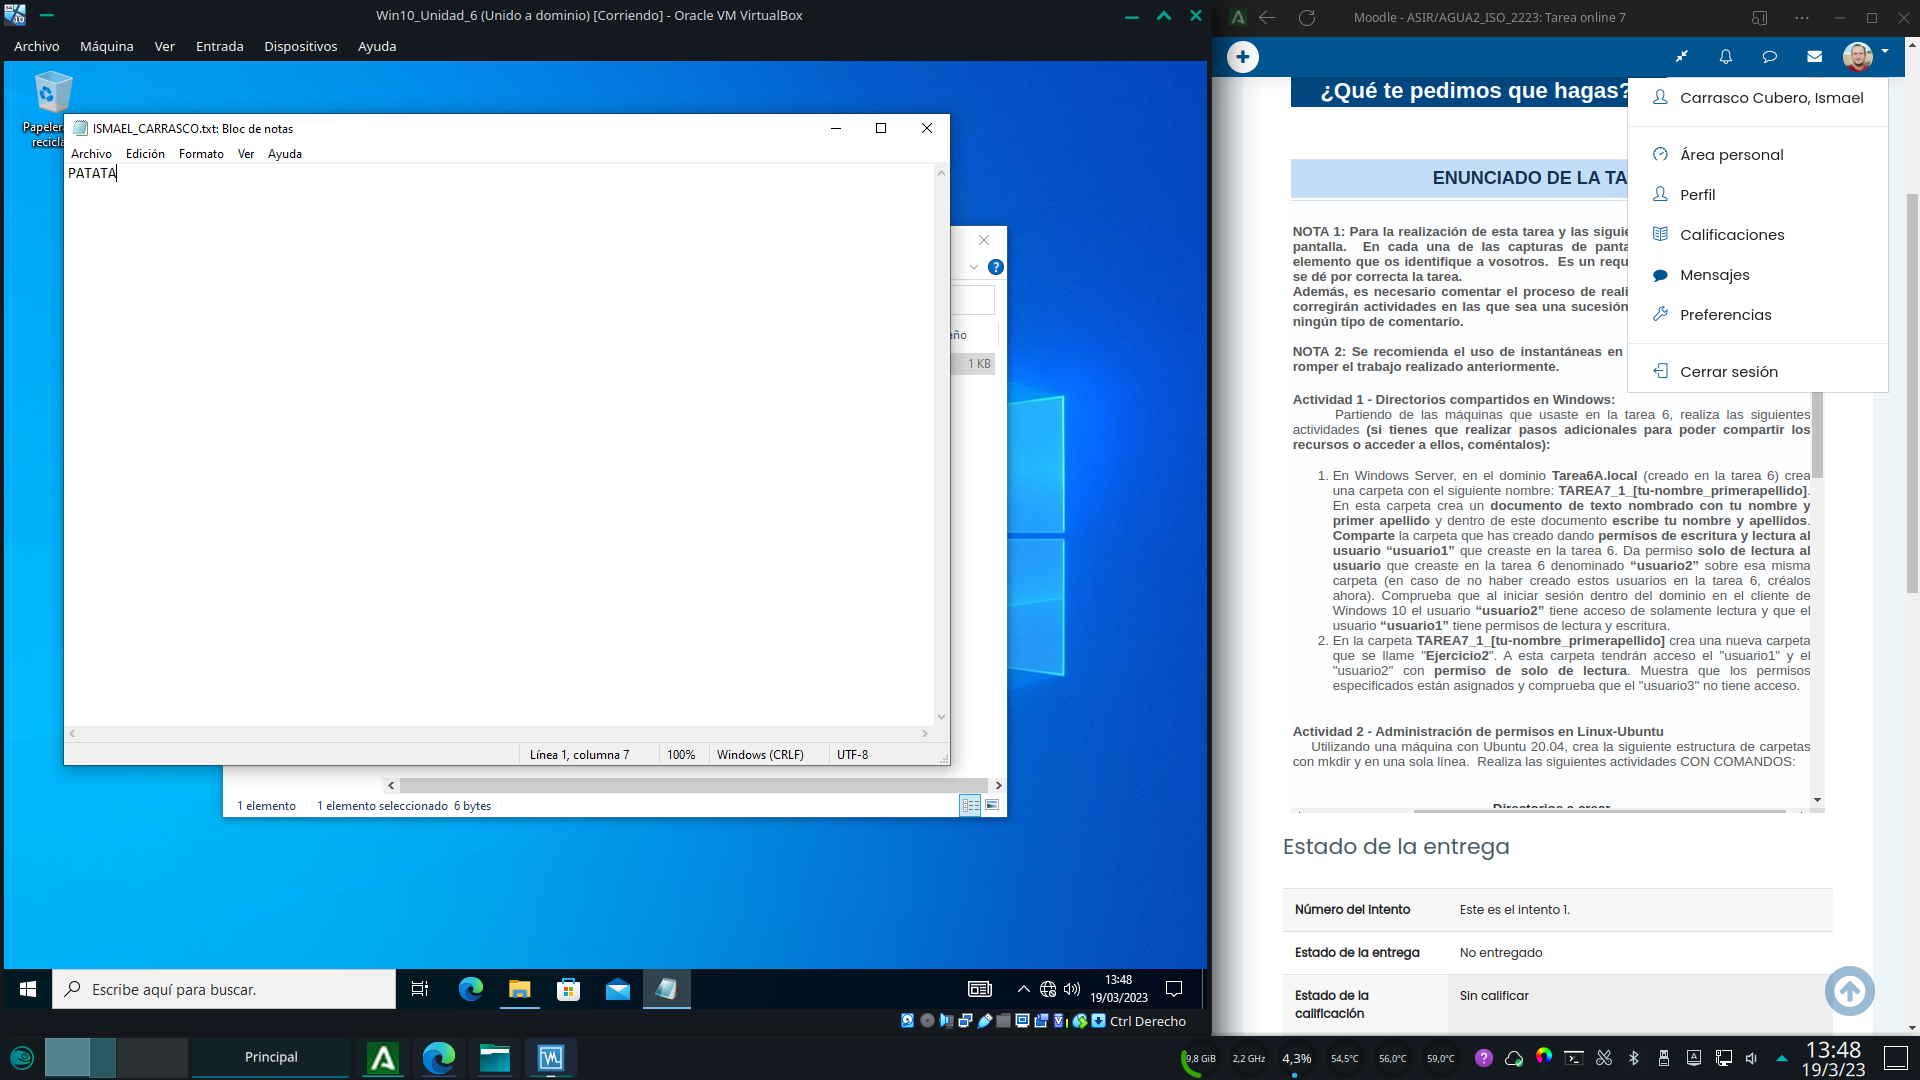 Win10_Unidad_6 (Unido a dominio) [Corriendo] - Oracle VM VirtualBox
Archivo Máquina Ver Entrada Dispositivos Ayuda
Papelera
recicla
ISMAEL_CARRASCO.txt: Bloc de notas
Archivo Edición Formato Ver Ayuda
PATATA
año
1 KB
Línea 1, columna 7 100% Windows (CRLF) UTF-8
1 elemento 1 elemento seleccionado 6 bytes
Escribe aquí para buscar.
13:48
19/03/2023
Ctrl Derecho
Moodle - ASIR/AGUA2_ISO_2223: Tarea online 7
¿Qué te pedimos que hagas?
Carrasco Cubero, Ismael
Área personal
Perfil
Calificaciones
Mensajes
Preferencias
Cerrar sesión
ENUNCIADO DE LA TA
NOTA 1: Para la realización de esta tarea y las siguie
pantalla. En cada una de las capturas de panta
elemento que os identifique a vosotros. Es un requ
se dé por correcta la tarea.
Además, es necesario comentar el proceso de reali
corregirán actividades en las que sea una sucesión
ningún tipo de comentario.
NOTA 2: Se recomienda el uso de instantáneas en
romper el trabajo realizado anteriormente.
Actividad 1 - Directorios compartidos en Windows:
Partiendo de las máquinas que usaste en la tarea 6, realiza las siguientes
actividades (si tienes que realizar pasos adicionales para poder compartir los
recursos o acceder a ellos, coméntalos):
1. En Windows Server, en el dominio Tarea6A.local (creado en la tarea 6) crea
una carpeta con el siguiente nombre: TAREA7_1_[tu-nombre_primerapellido].
En esta carpeta crea un documento de texto nombrado con tu nombre y
primer apellido y dentro de este documento escribe tu nombre y apellidos.
Comparte la carpeta que has creado dando permisos de escritura y lectura al
usuario “usuario1” que creaste en la tarea 6. Da permiso solo de lectura al
usuario que creaste en la tarea 6 denominado “usuario2” sobre esa misma
carpeta (en caso de no haber creado estos usuarios en la tarea 6, créalos
ahora). Comprueba que al iniciar sesión dentro del dominio en el cliente de
Windows 10 el usuario “usuario2” tiene acceso de solamente lectura y que el
usuario “usuario1” tiene permisos de lectura y escritura.
2. En la carpeta TAREA7_1_[tu-nombre_primerapellido] crea una nueva carpeta
que se llame "Ejercicio2". A esta carpeta tendrán acceso el "usuario1" y el
"usuario2" con permiso de solo de lectura. Muestra que los permisos
especificados están asignados y comprueba que el "usuario3" no tiene acceso.
Actividad 2 - Administración de permisos en Linux-Ubuntu
Utilizando una máquina con Ubuntu 20.04, crea la siguiente estructura de carpetas
con mkdir y en una sola línea. Realiza las siguientes actividades CON COMANDOS:
Directorios a crear
Estado de la entrega
Número del intento Este es el intento 1.
Estado de la entrega No entregado
Estado de la Sin calificar
calificación
Principal
9,8 GiB 2,2 GHz 4,3% 54,5°C 56,0°C 59,0°C
13:48
19/3/23